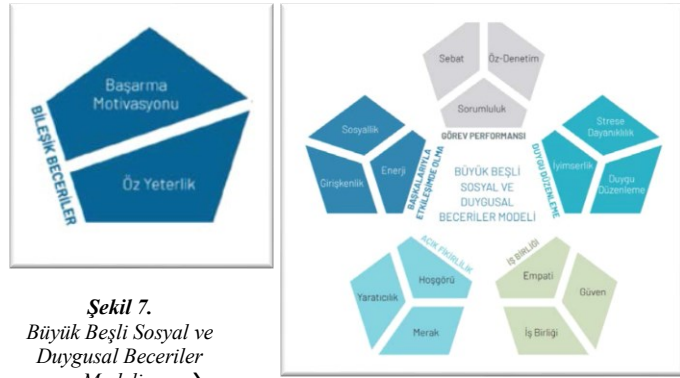 Başarma
Motivasyonu
Öz Yeterlik
BİLEŞİK BECERİLER
Şekil 7.
Büyük Beşli Sosyal ve
Duygusal Beceriler
Sebat
Öz-Denetim
Sorumluluk
GÖREV PERFORMANSI
Sosyallik
Girişkenlik
Enerji
BAŞKALARIYLA
ETKİLEŞİMDE OLMA
Strese
Dayanıklılık
İyimserlik
Duygu
Düzenleme
DUYGU DÜZENLEME
BÜYÜK BEŞLİ
SOSYAL VE
DUYGUSAL
BECERİLER MODELİ
AÇIK FİKİRLİLİK
Hoşgörü
Yaratıcılık
Merak
İŞ BİRLİĞİ
Empati
Güven
İş Birliği